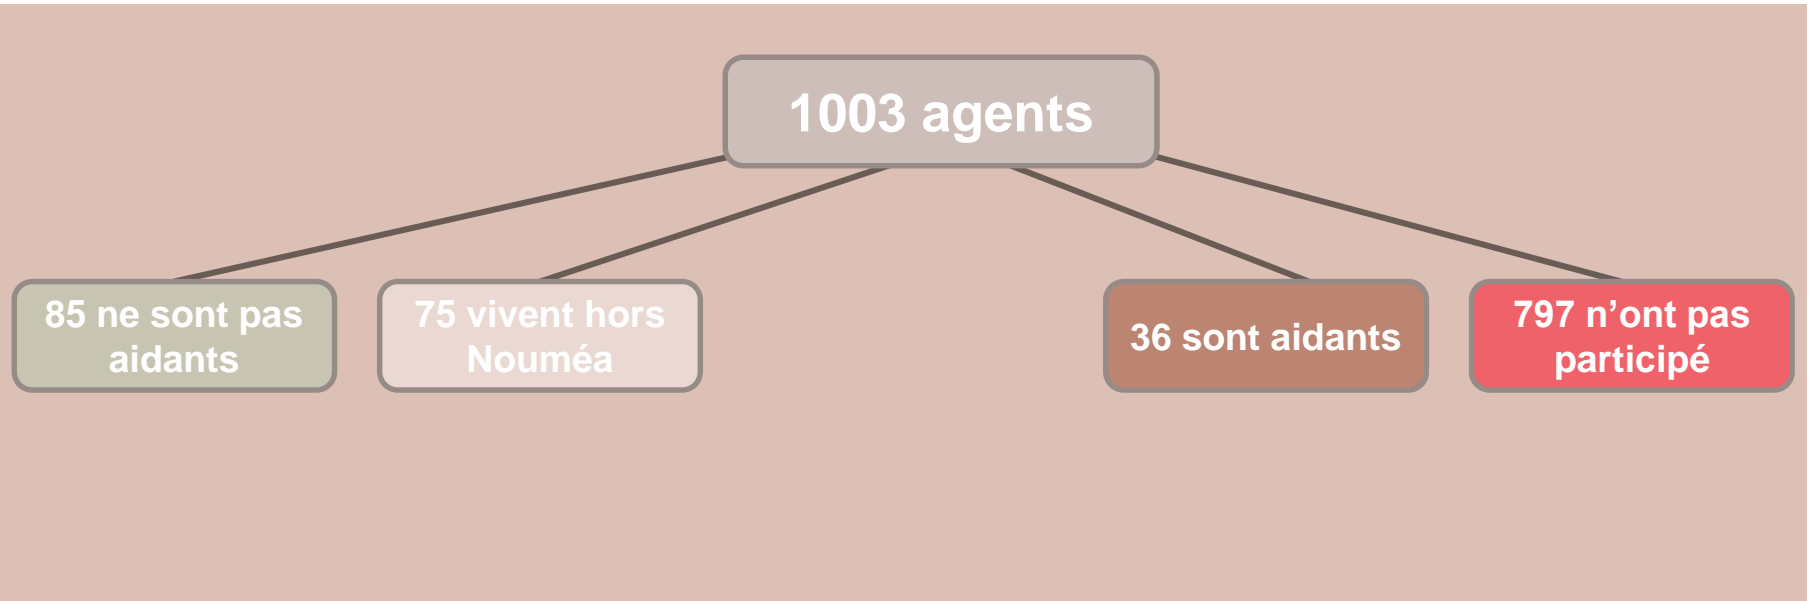 1003 agents
85 ne sont pas
aidants
75 vivent hors
Nouméa
36 sont aidants
797 n’ont pas
participé